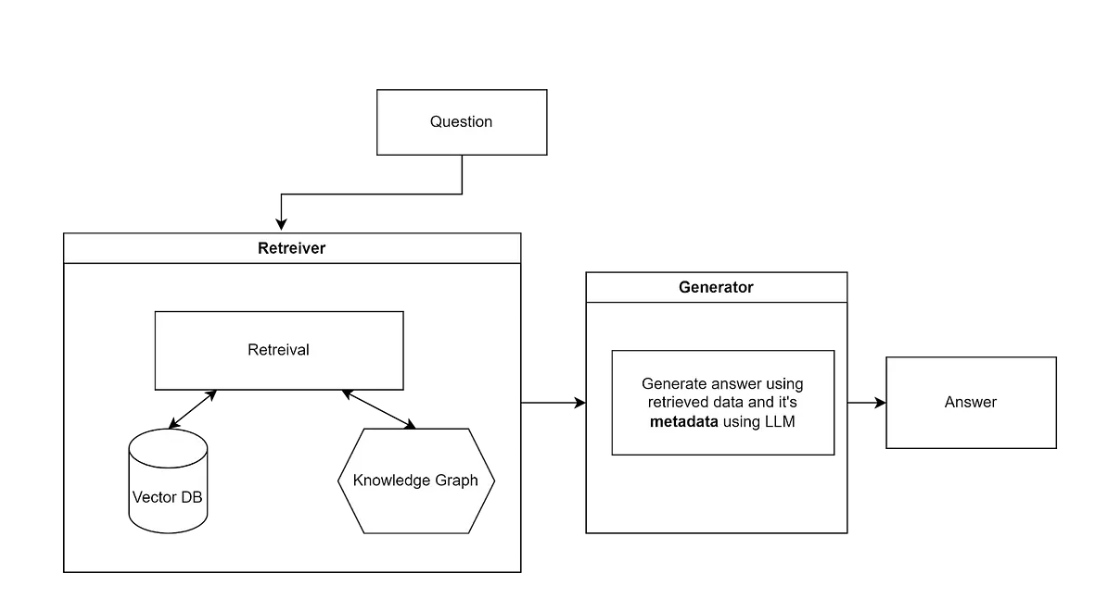 Question
Retreiver
Retreival
Vector DB
Knowledge Graph
Generator
Generate answer using
retrieved data and it's
metadata using LLM
Answer